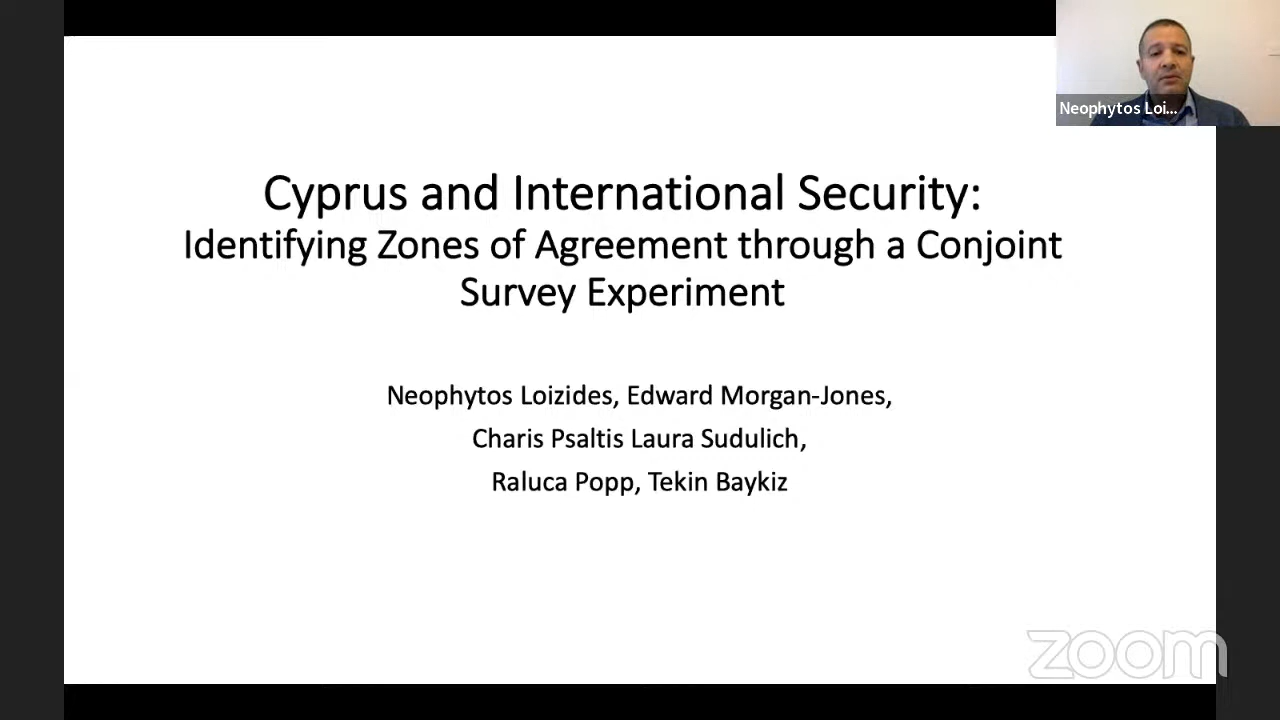 Neophytos Loi...
Cyprus and International Security:
Identifying Zones of Agreement through a Conjoint
Survey Experiment
Neophytos Loizides, Edward Morgan-Jones,
Charis Psaltis Laura Sudulich,
Raluca Popp, Tekin Baykiz
zoom